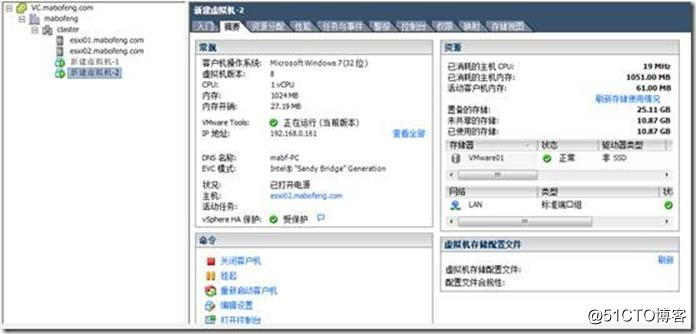 VC.mabofeng.com
mabofeng
claster
esxi01.mabofeng.com
esxi02.mabofeng.com
新建虚拟机-1
新建虚拟机-2
新建虚拟机-2
入门 摘要 资源分配 性能 任务与事件 警报 控制台 权限 映射 存储视图
常规
客户机操作系统: Microsoft Windows 7 (32 位)
虚拟机版本: 8
CPU: 1 vCPU
内存: 1024 MB
内存开销: 27.19 MB
VMware Tools: 正在运行 (当前版本)
IP 地址: 192.168.0.161 查看全部
DNS 名称: mabf-PC
EVC 模式: Intel® "Sandy Bridge" Generation
状况: 已打开电源
主机: esxi02.mabofeng.com
活动任务:
vSphere HA 保护: 受保护
命令
关闭客户机
挂起
重新启动客户机
编辑设置
打开控制台
资源
已消耗的主机 CPU: 19 MHz
已消耗的主机内存: 1051.00 MB
活动客户机内存: 61.00 MB
刷新存储使用情况
置备的存储: 25.11 GB
未共享的存储: 10.87 GB
已使用的存储: 10.87 GB
存储器 状态 驱动器类型
VMware01 正常 非 SSD
网络 类型 状
LAN 标准端口组
虚拟机存储配置文件
刷新
虚拟机存储配置文件:
配置文件合规性:
@51CTO博客